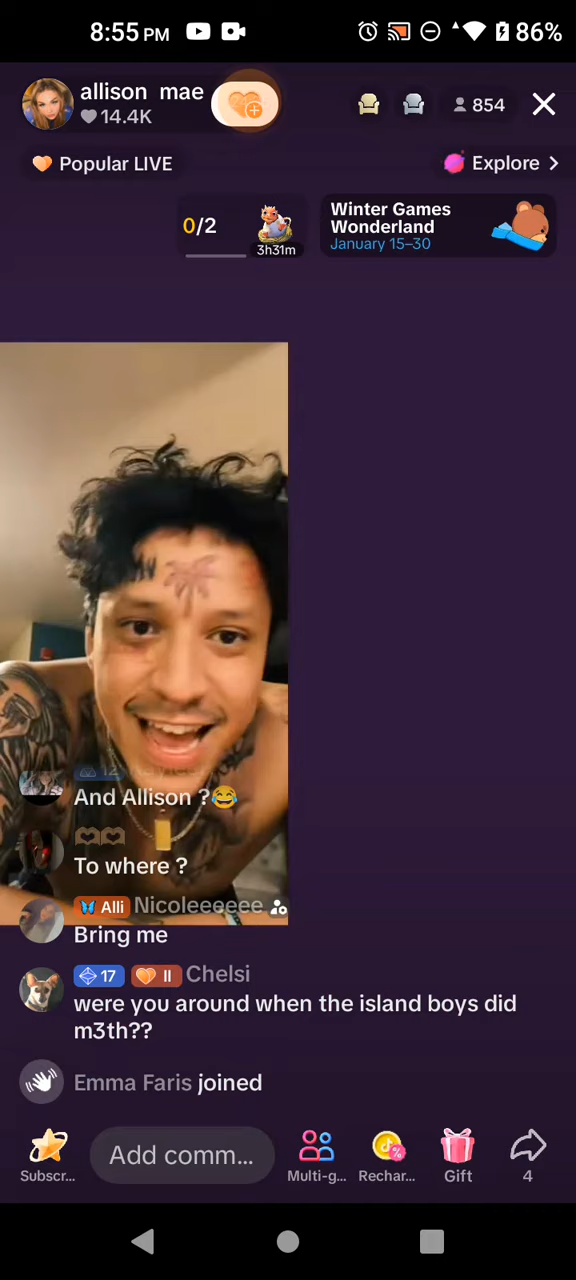 8:55 PM
86%
allison mae
14.4K
854
Popular LIVE
Explore >
0/2
3h31m
Winter Games
Wonderland
January 15–30
12
And Allison ?😂
🫶🏽🫶🏽
To where ?
Alli Nicoleeeeee
Bring me
17 II Chelsi
were you around when the island boys did
m3th??
Emma Faris joined
Subscr...
Add comm...
Multi-g...
Rechar...
Gift
4